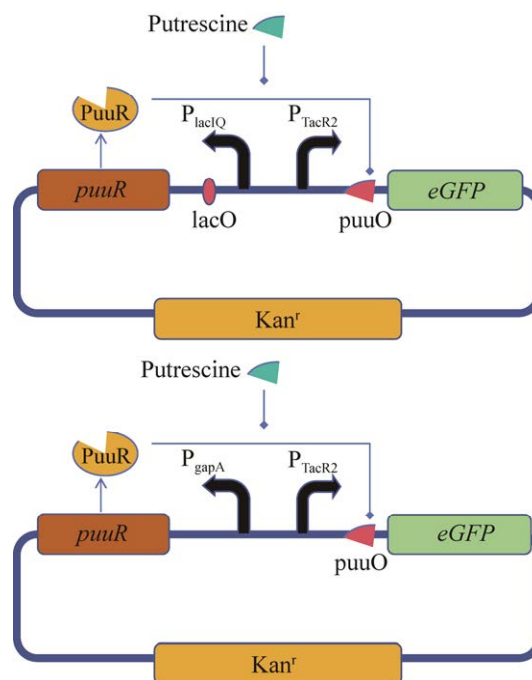 Putrescine
PuuR
PlacIQ
PTacR2
puuR
lacO
puuO
eGFP
Kanr
Putrescine
PuuR
PgapA
PTacR2
puuR
puuO
eGFP
Kanr